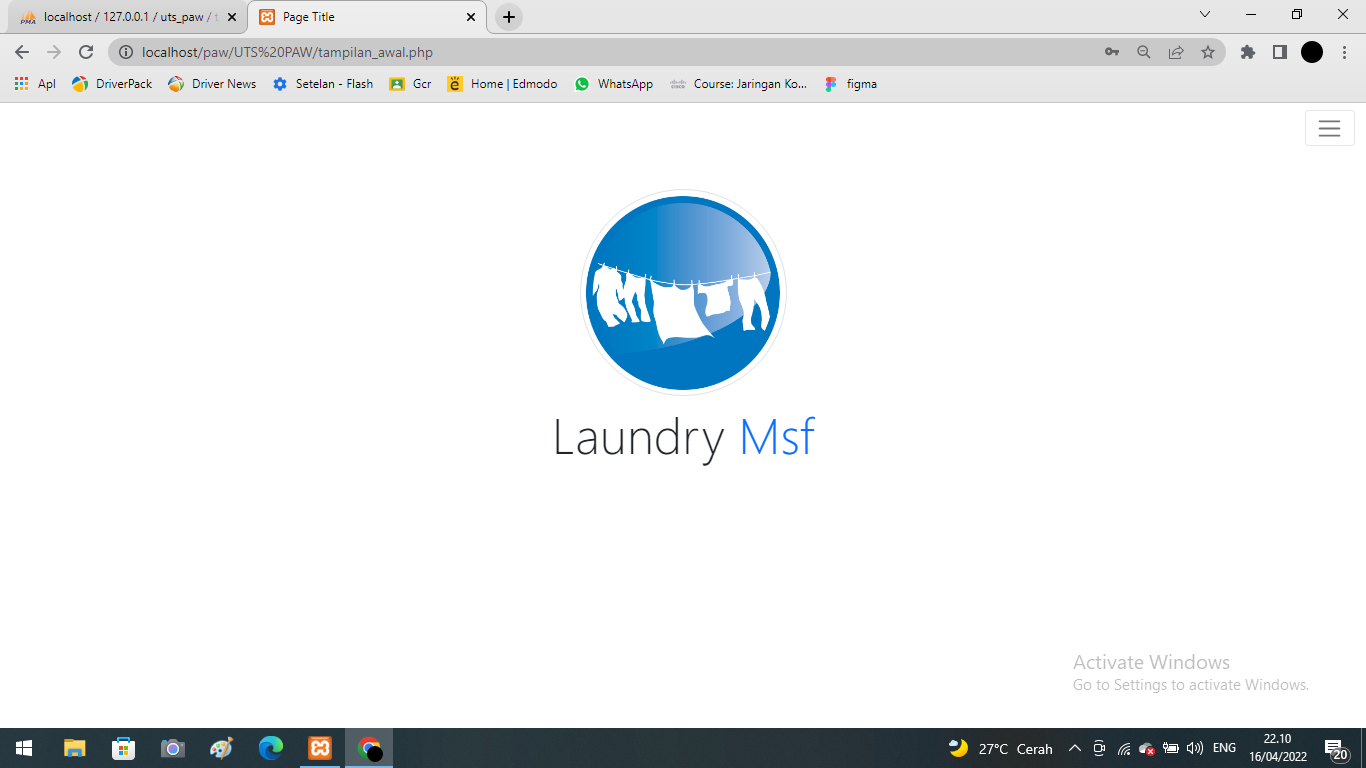 localhost / 127.0.0.1 / uts_paw / t
Page Title
localhost/paw/UTS%20PAW/tampilan_awal.php
Apl DriverPack Driver News Setelan - Flash Gcr Home | Edmodo WhatsApp Course: Jaringan Ko... figma
Laundry Msf
Activate Windows
Go to Settings to activate Windows.
27°C Cerah ENG 22.10
16/04/2022
20